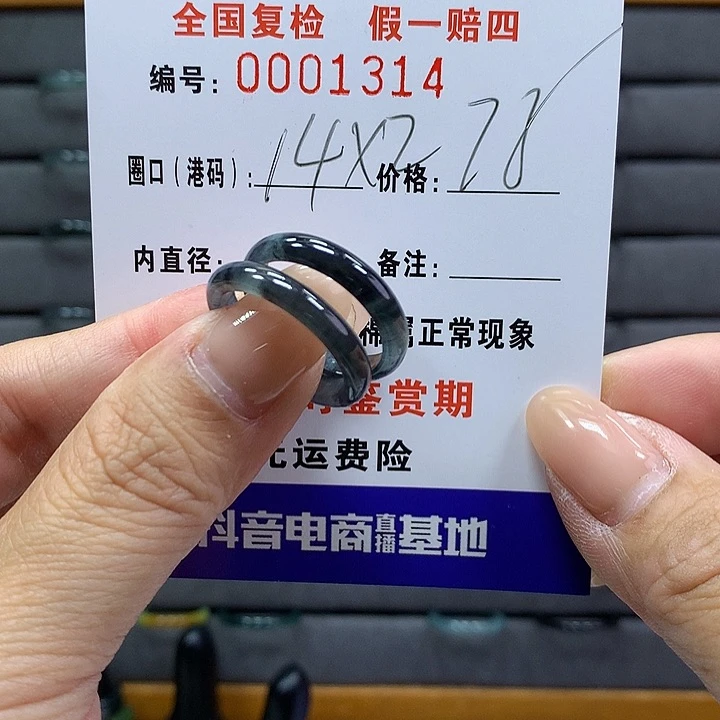 全国复检 假一赔四
编号: 0001314
圈口(港码): 14X2 价格: 78
内直径: 备注:
棉属正常现象
鉴赏期
运费险
抖音电商直播基地